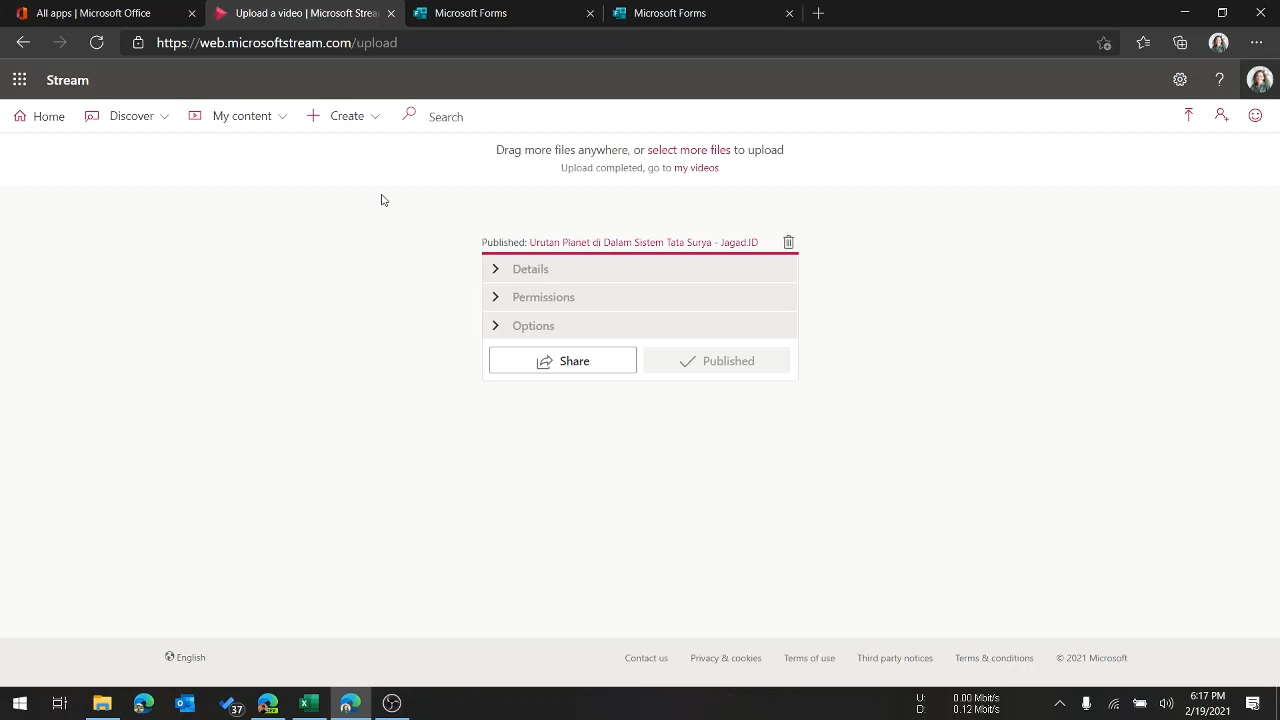 All apps | Microsoft Office
Upload a video | Microsoft Strea
Microsoft Forms
Microsoft Forms
https://web.microsoftstream.com/upload
Stream
Home
Discover
My content
Create
Search
Drag more files anywhere, or select more files to upload
Upload completed, go to my videos
Published: Urutan Planet di Dalam Sistem Tata Surya - Jagad.ID
Details
Permissions
Options
Share
Published
English
Contact us
Privacy & cookies
Terms of use
Third party notices
Terms & conditions
© 2021 Microsoft
37
U: 0.00 Mbit/s
D: 0.12 Mbit/s
6:17 PM
2/19/2021